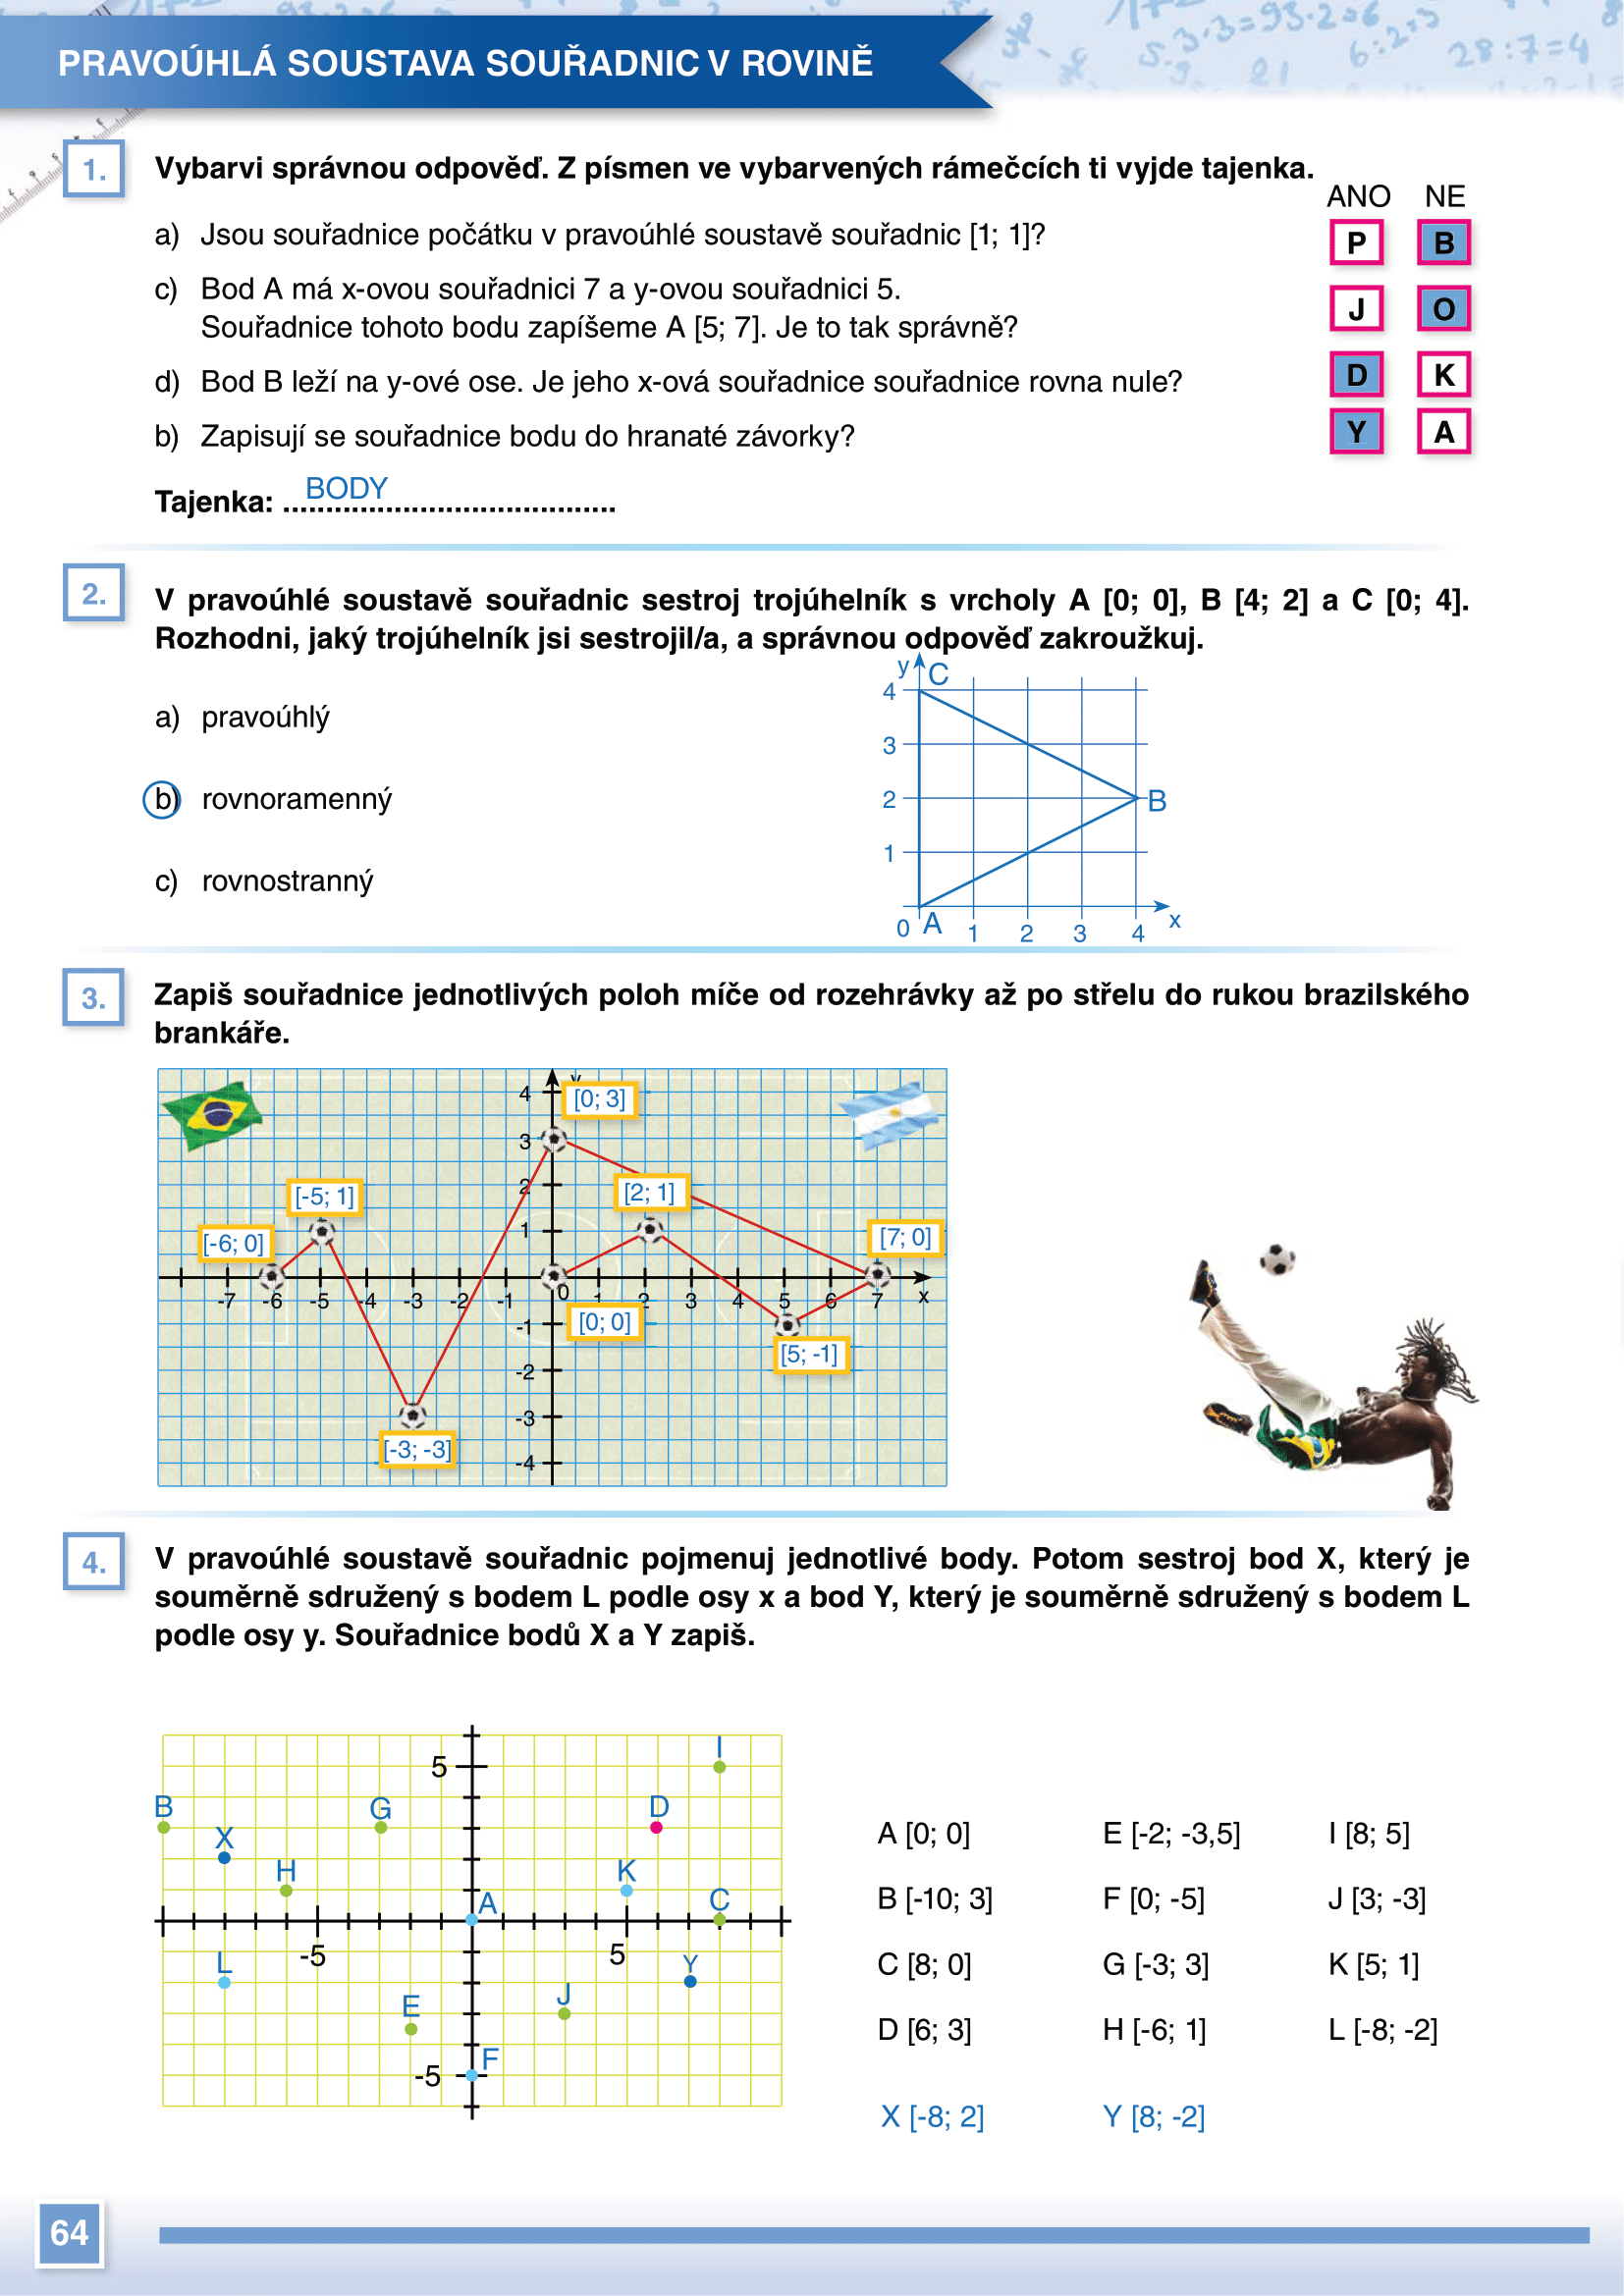 PRAVOÚHLÁ SOUSTAVA SOUŘADNIC V ROVINĚ
1. Vybarvi správnou odpověď. Z písmen ve vybarvených rámečcích ti vyjde tajenka.
ANO NE
a) Jsou souřadnice počátku v pravoúhlé soustavě souřadnic [1; 1]? P B
c) Bod A má x-ovou souřadnici 7 a y-ovou souřadnici 5.
Souřadnice tohoto bodu zapíšeme A [5; 7]. Je to tak správně? J O
d) Bod B leží na y-ové ose. Je jeho x-ová souřadnice souřadnice rovna nule? D K
b) Zapisují se souřadnice bodu do hranaté závorky? Y A
Tajenka: BODY
2. V pravoúhlé soustavě souřadnic sestroj trojúhelník s vrcholy A [0; 0], B [4; 2] a C [0; 4].
Rozhodni, jaký trojúhelník jsi sestrojil/a, a správnou odpověď zakroužkuj.
a) pravoúhlý
b) rovnoramenný
c) rovnostranný
y C
4
3
2 B
1
0 A 1 2 3 4 x
3. Zapiš souřadnice jednotlivých poloh míče od rozehrávky až po střelu do rukou brazilského
brankáře.
4 [0; 3]
3
[-5; 1] 2 [2; 1]
[-6; 0] 1 [7; 0]
-7 -6 -5 -4 -3 -2 -1 0 1 2 3 4 5 6 7 x
-1 [0; 0]
[5; -1]
-2
-3
[-3; -3] -4
4. V pravoúhlé soustavě souřadnic pojmenuj jednotlivé body. Potom sestroj bod X, který je
souměrně sdružený s bodem L podle osy x a bod Y, který je souměrně sdružený s bodem L
podle osy y. Souřadnice bodů X a Y zapiš.
I
5
B G D
X
H K
A C
-5 5
L Y
E J
F
-5
A [0; 0] E [-2; -3,5] I [8; 5]
B [-10; 3] F [0; -5] J [3; -3]
C [8; 0] G [-3; 3] K [5; 1]
D [6; 3] H [-6; 1] L [-8; -2]
X [-8; 2] Y [8; -2]
64